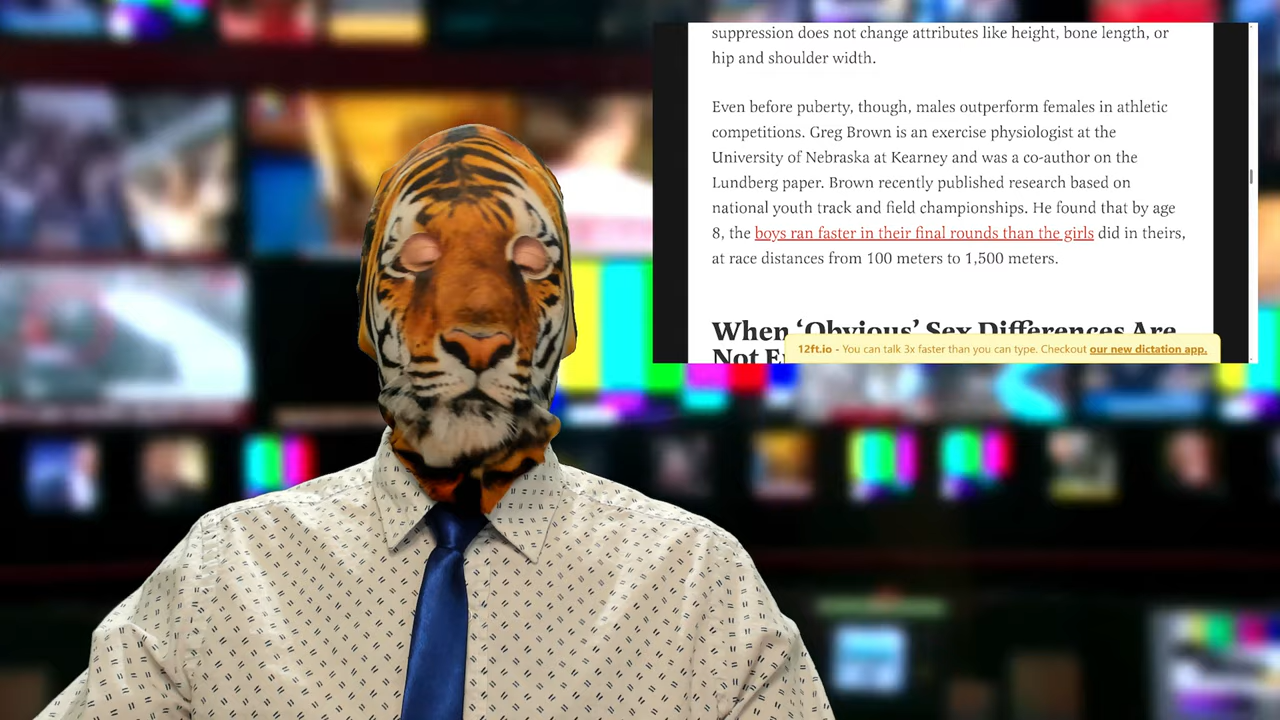 suppression does not change attributes like height, bone length, or
hip and shoulder width.
Even before puberty, though, males outperform females in athletic
competitions. Greg Brown is an exercise physiologist at the
University of Nebraska at Kearney and was a co-author on the
Lundberg paper. Brown recently published research based on
national youth track and field championships. He found that by age
8, the boys ran faster in their final rounds than the girls did in theirs,
at race distances from 100 meters to 1,500 meters.
When ‘Obvious’ Sex Differences Are
Not
12ft.io - You can talk 3x faster than you can type. Checkout our new dictation app.